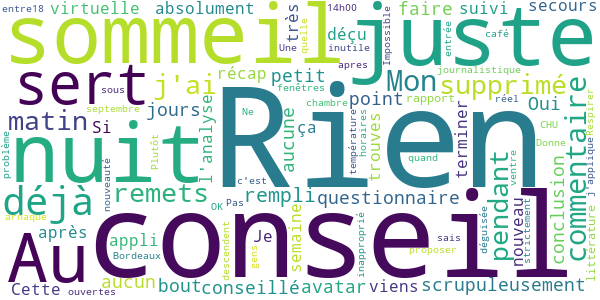 entre18 virtuelle absolument très 14h00 faire suivi secours
sommeil Une déçu inutile apres Impossible entrée juste café quelle
sert sous j'ai récap petit fenêtres Mon journalistique supprimé
matin Si jours l'analyse point chambre rapport Oui réel CHU Respirer
septembre Ne aucune ça horraires température trouves terminer Donne
nuit Rien quand pendant ventre commentaire j'applique
problème nouveauté Plutôt c'est
déjà remets rempli questionnaire nouveau strictement conclusion littérature
arnaque OK Pas sais déguisée
Au conseil
après appli Bordeaux descendent gens semaine Je inapproprié proposer
Cette ouvertes aucun bout conseillé avatar viens scrupuleusement